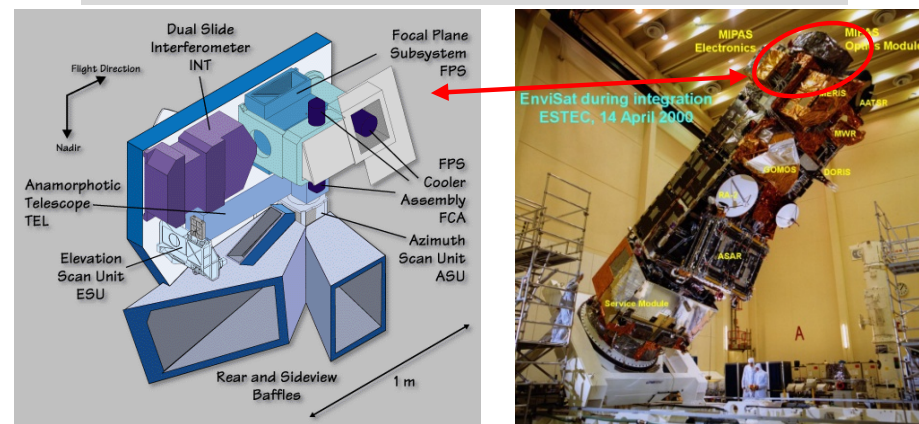 Dual Slide
Interferometer
INT
Focal Plane
Subsystem
FPS
Flight Direction
Nadir
Anamorphotic
Telescope
TEL
FPS
Cooler
Assembly
FCA
Elevation
Scan Unit
ESU
Azimuth
Scan Unit
ASU
Rear and Sideview
Baffles
1 m
MIPAS
Electronics
MIPAS
Optics Module
EnviSat during integration
ESTEC, 14 April 2000
MERIS
AATSR
MWR
GOMOS
DORIS
RA-2
ASAR
Service Module
A